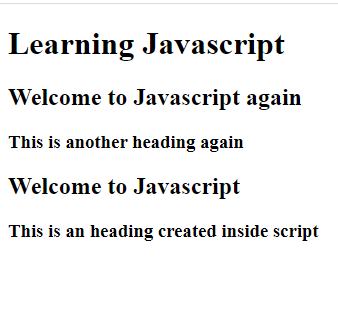 Learning Javascript
Welcome to Javascript again
This is another heading again
Welcome to Javascript
This is an heading created inside script